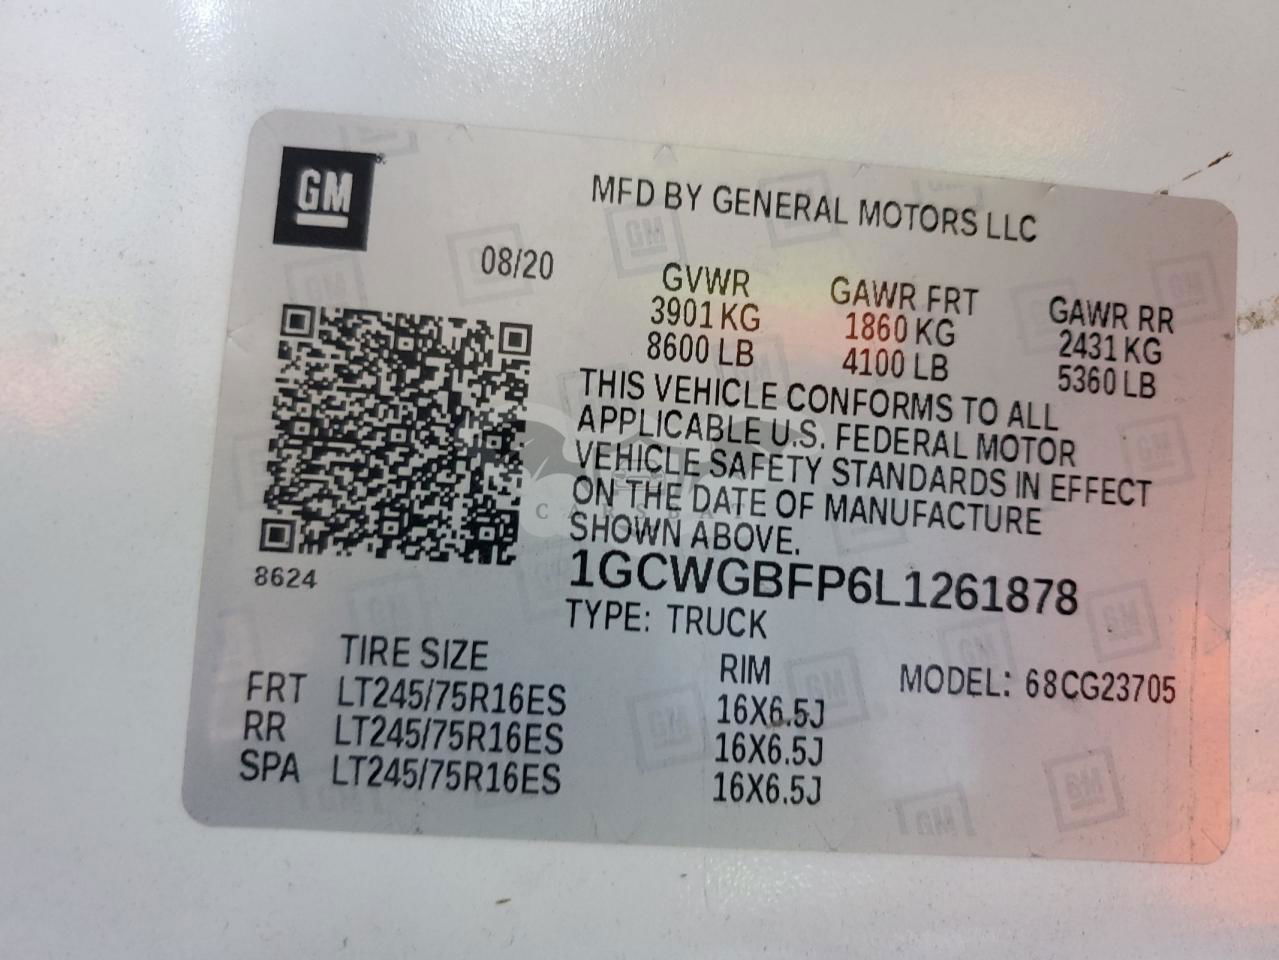 GM
MFD BY GENERAL MOTORS LLC
08/20
GVWR GAWR FRT GAWR RR
3901 KG 1860 KG 2431 KG
8600 LB 4100 LB 5360 LB
THIS VEHICLE CONFORMS TO ALL
APPLICABLE U.S. FEDERAL MOTOR
VEHICLE SAFETY STANDARDS IN EFFECT
ON THE DATE OF MANUFACTURE
SHOWN ABOVE.
8624
1GCWGBFP6L1261878
TYPE: TRUCK
TIRE SIZE RIM MODEL: 68CG23705
FRT LT245/75R16ES 16X6.5J
RR LT245/75R16ES 16X6.5J
SPA LT245/75R16ES 16X6.5J